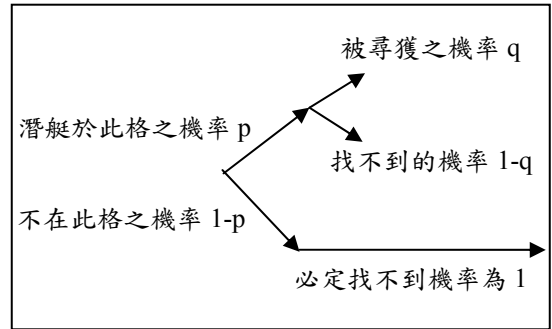 被尋獲之機率 q
潛艇於此格之機率 p
找不到的機率 1-q
不在此格之機率 1-p
必定找不到機率為 1